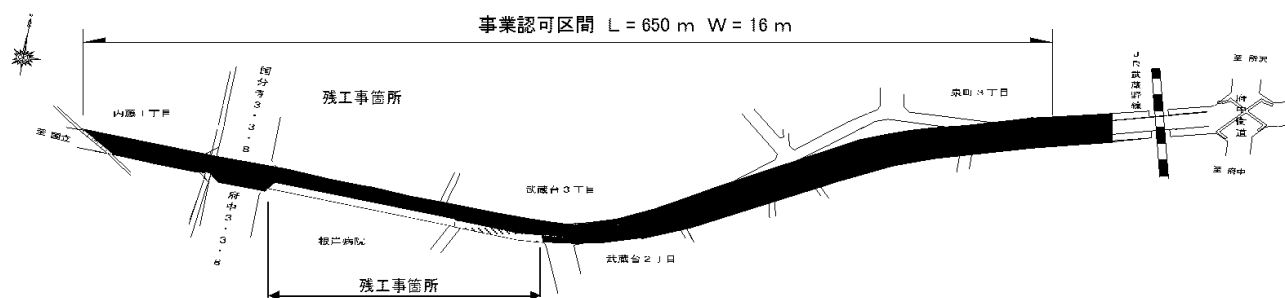 事業認可区間 L = 650 m W = 16 m
残工事箇所
国分寺3・3・8
内藤1丁目
至 国立
泉町3丁目
JR武蔵野線
至 所沢
府中街道
至 府中
武蔵台3丁目
府中3・3・8
根岸病院
武蔵台2丁目
残工事箇所